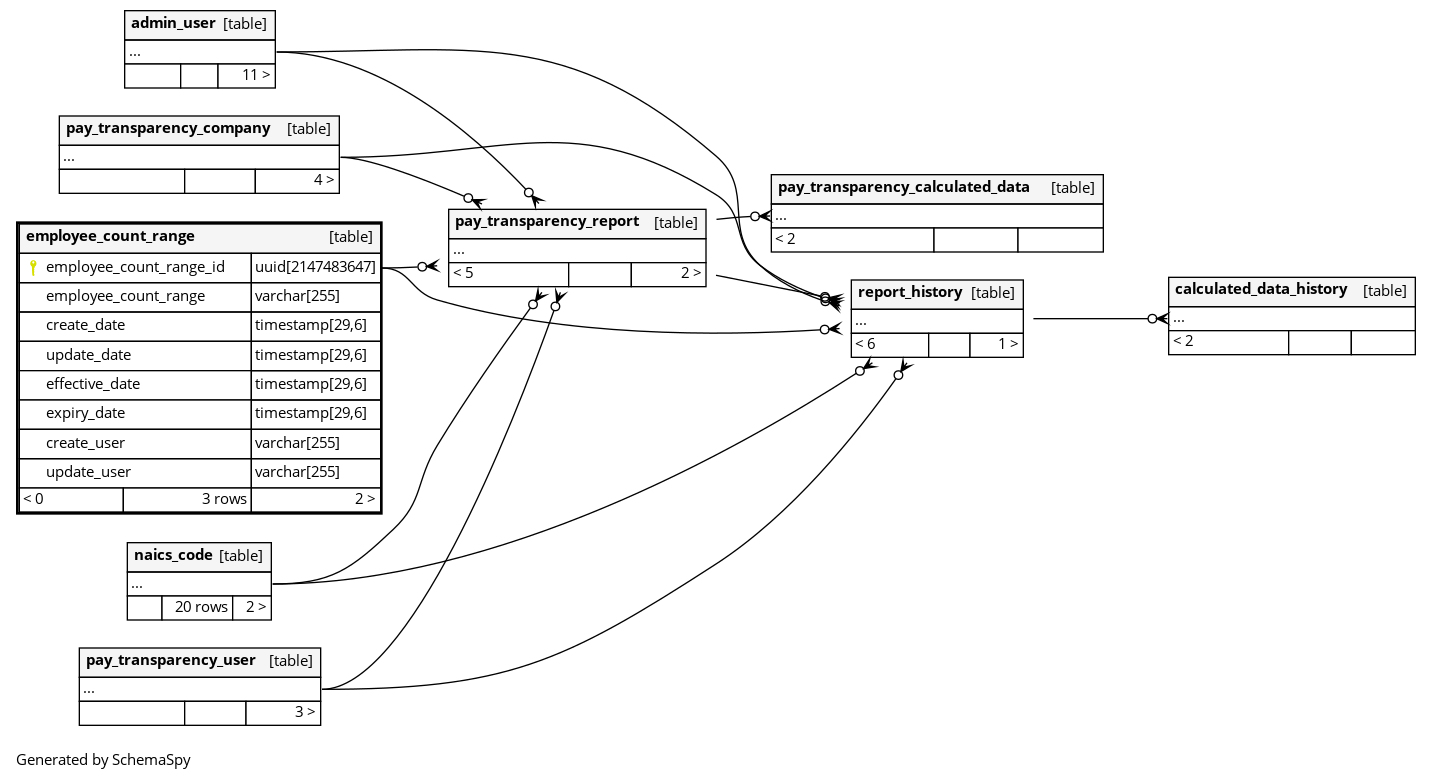 admin_user [table]
...
11 >
pay_transparency_company [table]
...
4 >
employee_count_range [table]
employee_count_range_id uuid[2147483647]
employee_count_range varchar[255]
create_date timestamp[29,6]
update_date timestamp[29,6]
effective_date timestamp[29,6]
expiry_date timestamp[29,6]
create_user varchar[255]
update_user varchar[255]
< 0 3 rows 2 >
naics_code [table]
...
20 rows 2 >
pay_transparency_user [table]
...
3 >
pay_transparency_report [table]
...
< 5 2 >
pay_transparency_calculated_data [table]
...
< 2
report_history [table]
...
< 6 1 >
calculated_data_history [table]
...
< 2
Generated by SchemaSpy